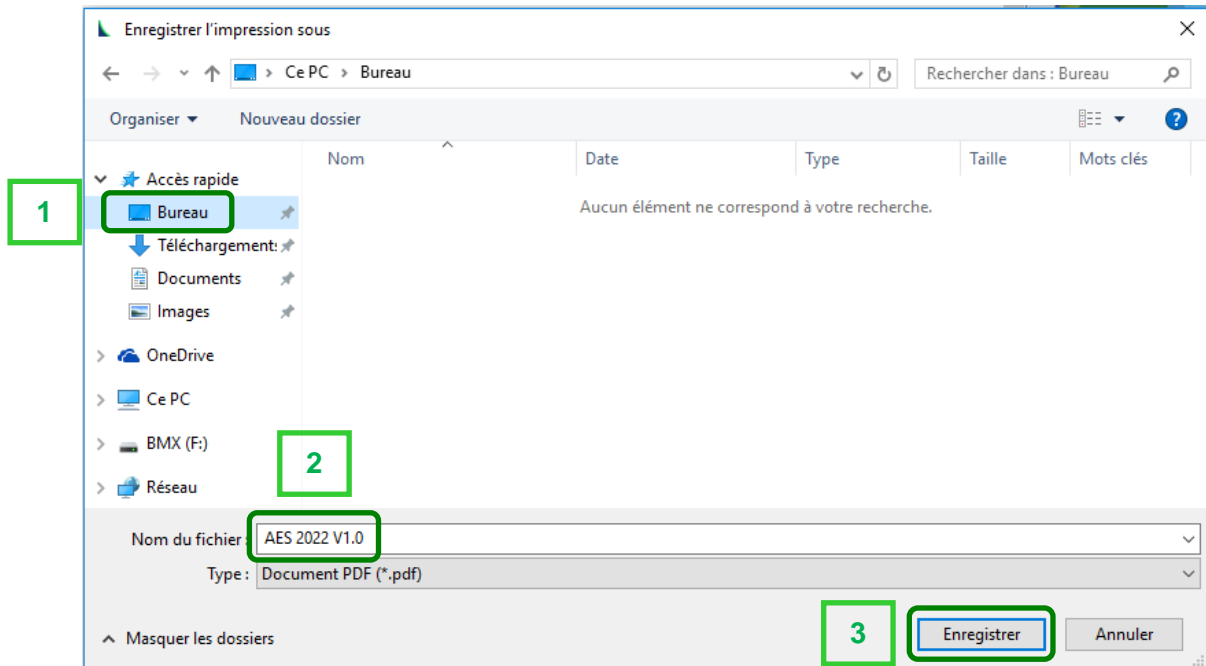 Enregistrer l'impression sous
Ce PC > Bureau
Rechercher dans : Bureau
Organiser
Nouveau dossier
Nom
Date
Type
Taille
Mots clés
Accès rapide
1
Bureau
Aucun élément ne correspond à votre recherche.
Téléchargement
Documents
Images
OneDrive
Ce PC
BMX (F:)
2
Réseau
Nom du fichier : AES 2022 V1.0
Type : Document PDF (*.pdf)
Masquer les dossiers
3
Enregistrer
Annuler